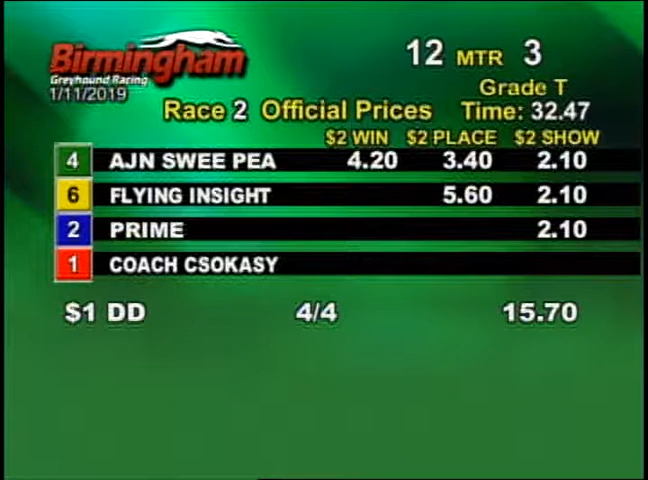 Birmingham
Greyhound Racing
1/11/2019
12 MTR 3
Grade T
Race 2 Official Prices Time: 32.47
$2 WIN $2 PLACE $2 SHOW
4 AJN SWEE PEA 4.20 3.40 2.10
6 FLYING INSIGHT 5.60 2.10
2 PRIME 2.10
1 COACH CSOKASY
$1 DD 4/4 15.70